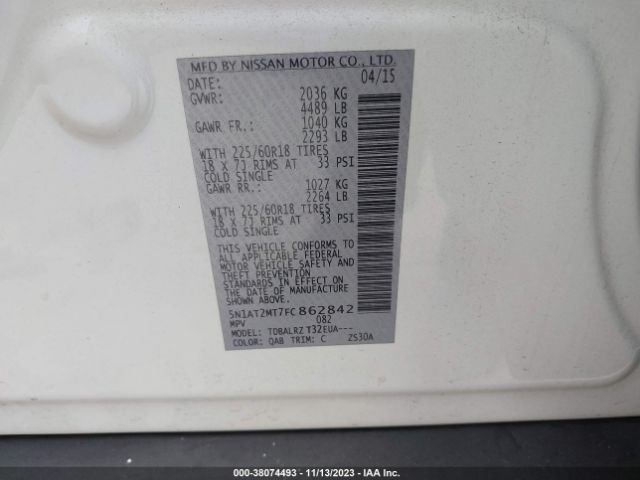 MFD BY NISSAN MOTOR CO., LTD.
DATE: 04/15
GVWR: 2036 KG
4489 LB
GAWR FR.: 1040 KG
2293 LB
WITH 225/60R18 TIRES
18 X 7J RIMS AT 33 PSI
COLD SINGLE
GAWR RR.: 1027 KG
2264 LB
WITH 225/60R18 TIRES
18 X 7J RIMS AT 33 PSI
COLD SINGLE
THIS VEHICLE CONFORMS TO
ALL APPLICABLE FEDERAL
MOTOR VEHICLE SAFETY AND
THEFT PREVENTION
STANDARDS IN EFFECT ON
THE DATE OF MANUFACTURE
SHOWN ABOVE.
5N1AT2MT7FC862842
MPV 082
MODEL: TDBALRZ T32EUA---
COLOR: QAB TRIM: C ZS30A
000-38074493 - 11/13/2023 - IAA Inc.